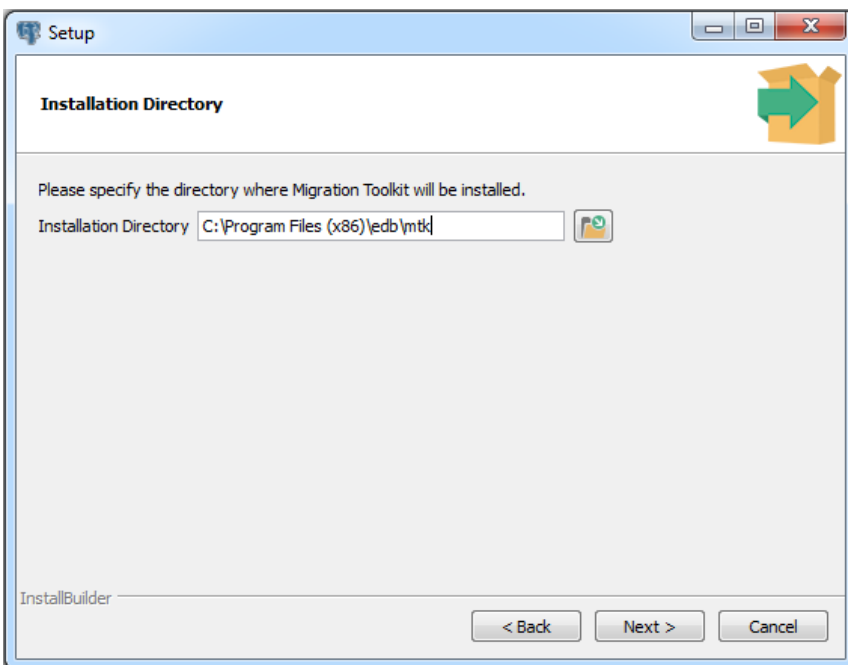 Setup
Installation Directory
Please specify the directory where Migration Toolkit will be installed.
Installation Directory C:\Program Files (x86)\edb\mtk
InstallBuilder
< Back Next > Cancel